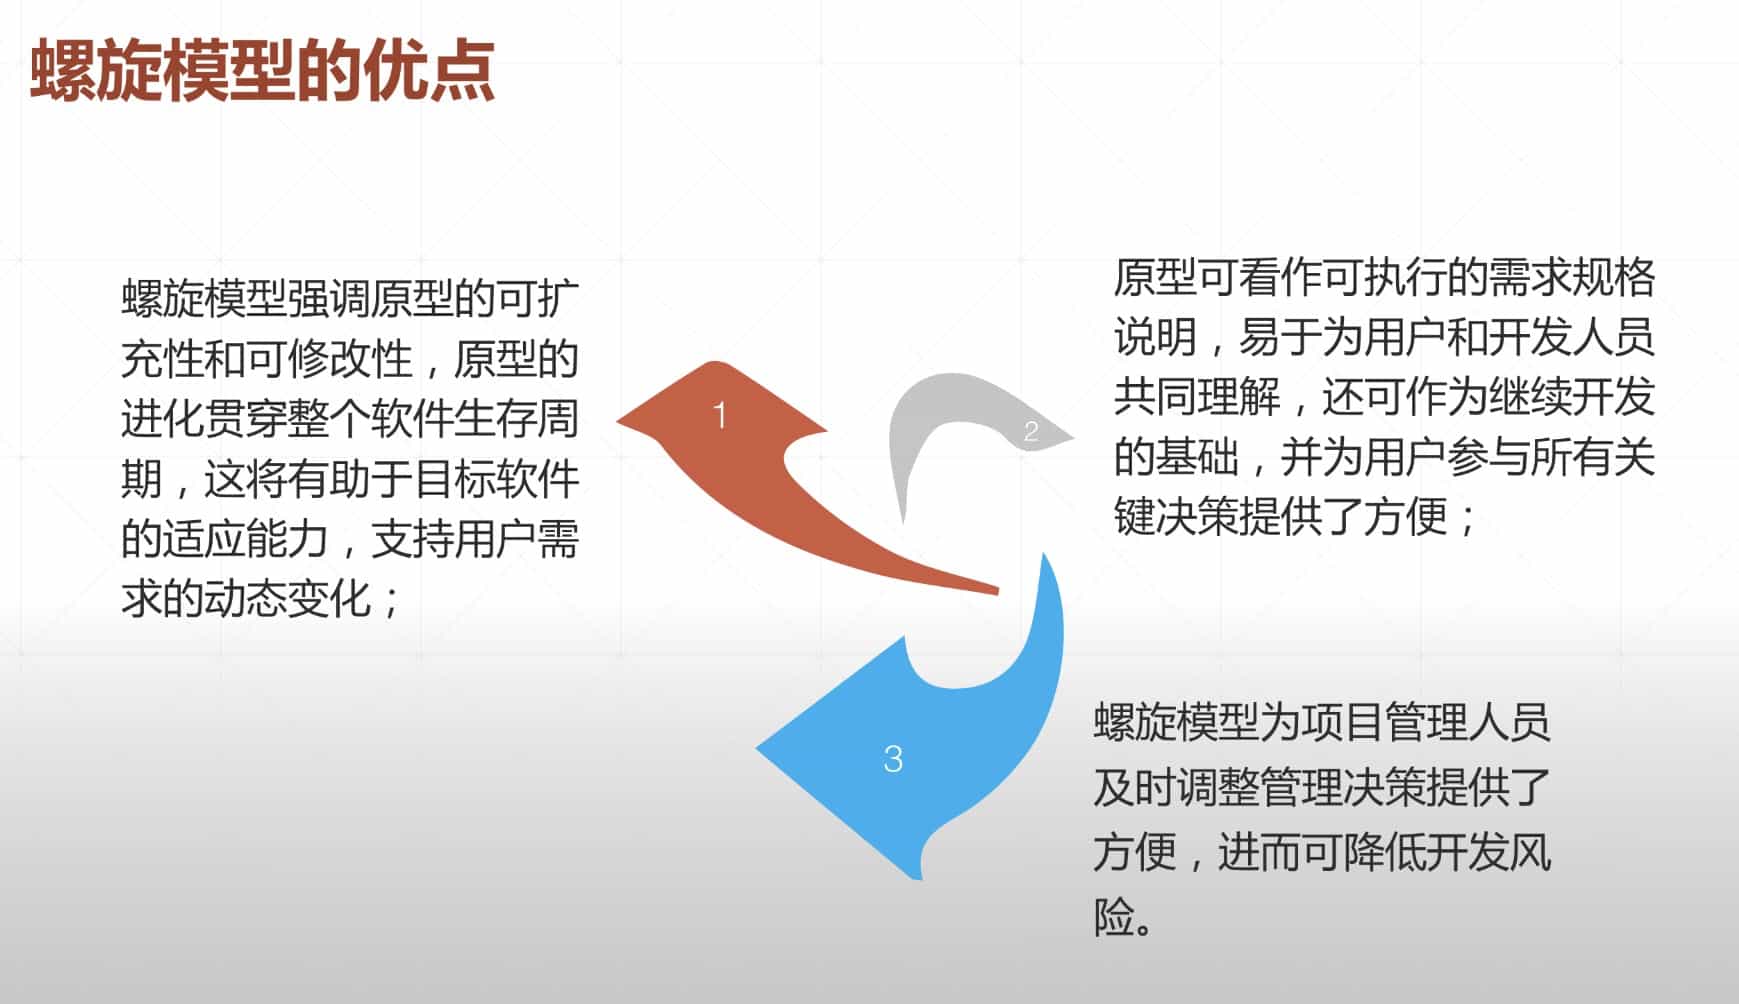 螺旋模型的优点
螺旋模型强调原型的可扩
充性和可修改性，原型的
进化贯穿整个软件生存周
期，这将有助于目标软件
的适应能力，支持用户需
求的动态变化；
1
2
原型可看作可执行的需求规格
说明，易于为用户和开发人员
共同理解，还可作为继续开发
的基础，并为用户参与所有关
键决策提供了方便；
3
螺旋模型为项目管理人员
及时调整管理决策提供了
方便，进而可降低开发风
险。